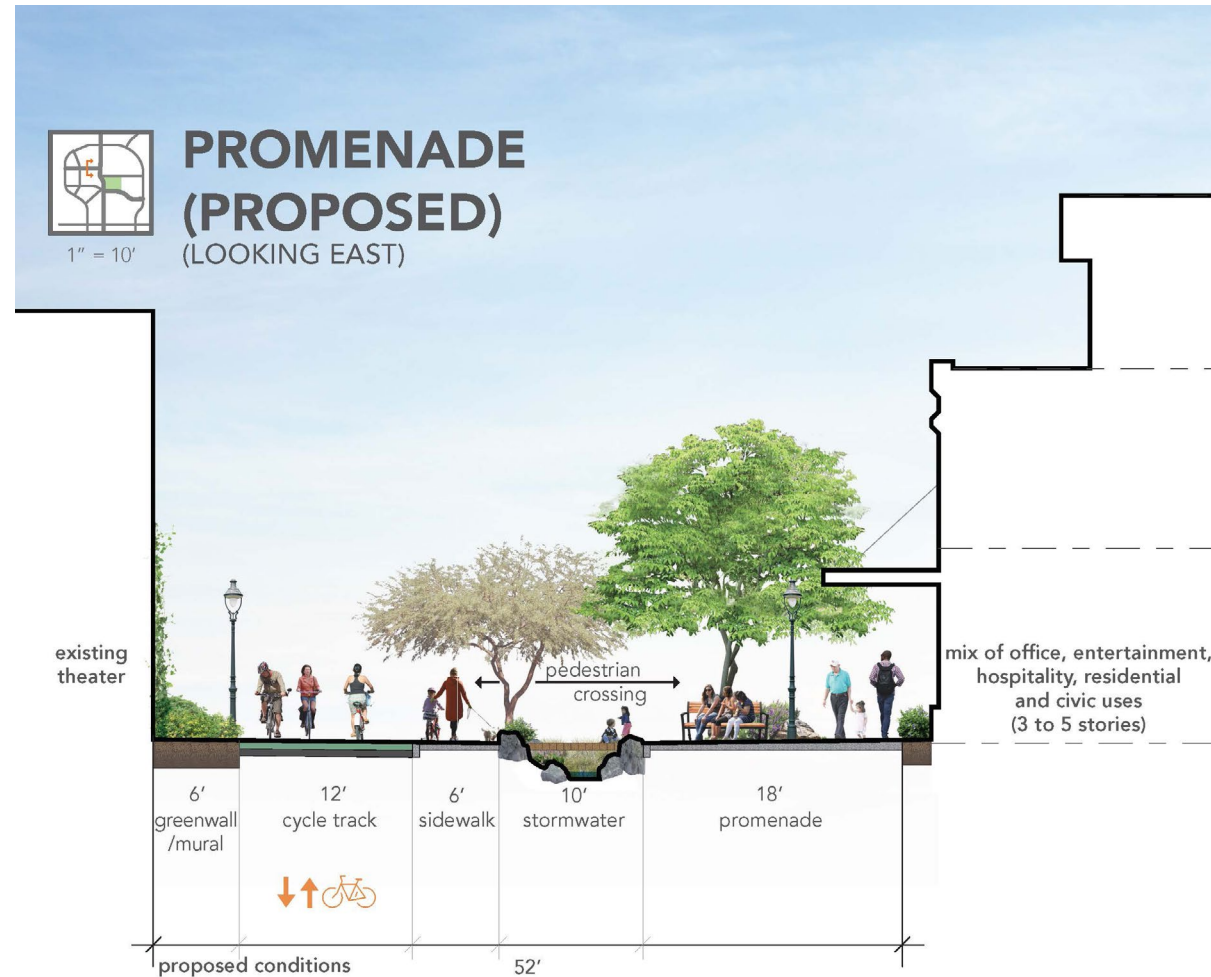 PROMENADE
(PROPOSED)
(LOOKING EAST)
1" = 10'
existing
theater
pedestrian
crossing
mix of office, entertainment,
hospitality, residential
and civic uses
(3 to 5 stories)
6'
greenwall
/mural
12'
cycle track
6'
sidewalk
10'
stormwater
18'
promenade
proposed conditions
52'